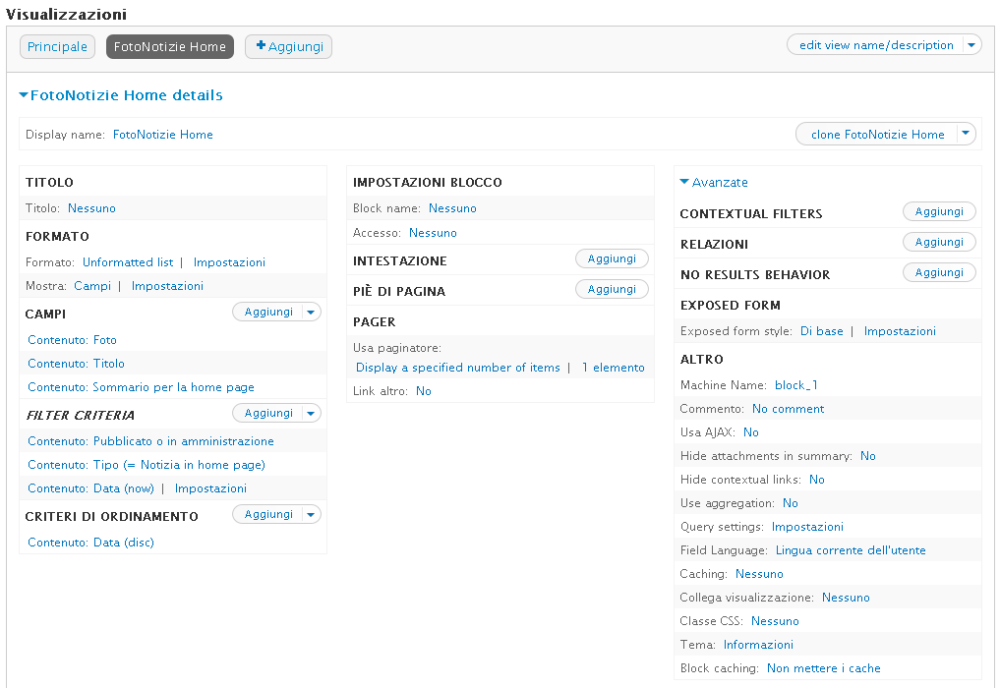 Visualizzazioni
Principale
FotoNotizie Home
Aggiungi
edit view name/description
FotoNotizie Home details
Display name: FotoNotizie Home
clone FotoNotizie Home
TITOLO
Titolo: Nessuno
FORMATO
Formato: Unformatted list | Impostazioni
Mostra: Campi | Impostazioni
CAMPI
Aggiungi
Contenuto: Foto
Contenuto: Titolo
Contenuto: Sommario per la home page
FILTER CRITERIA
Aggiungi
Contenuto: Pubblicato o in amministrazione
Contenuto: Tipo (= Notizia in home page)
Contenuto: Data (now) | Impostazioni
CRITERI DI ORDINAMENTO
Aggiungi
Contenuto: Data (disc)
IMPOSTAZIONI BLOCCO
Block name: Nessuno
Accesso: Nessuno
INTESTAZIONE
Aggiungi
PIÈ DI PAGINA
Aggiungi
PAGER
Usa paginatore:
Display a specified number of items | 1 elemento
Link altro: No
Avanzate
CONTEXTUAL FILTERS
Aggiungi
RELAZIONI
Aggiungi
NO RESULTS BEHAVIOR
Aggiungi
EXPOSED FORM
Exposed form style: Di base | Impostazioni
ALTRO
Machine Name: block_1
Commento: No comment
Usa AJAX: No
Hide attachments in summary: No
Hide contextual links: No
Use aggregation: No
Query settings: Impostazioni
Field Language: Lingua corrente dell'utente
Caching: Nessuno
Collega visualizzazione: Nessuno
Classe CSS: Nessuno
Tema: Informazioni
Block caching: Non mettere i cache